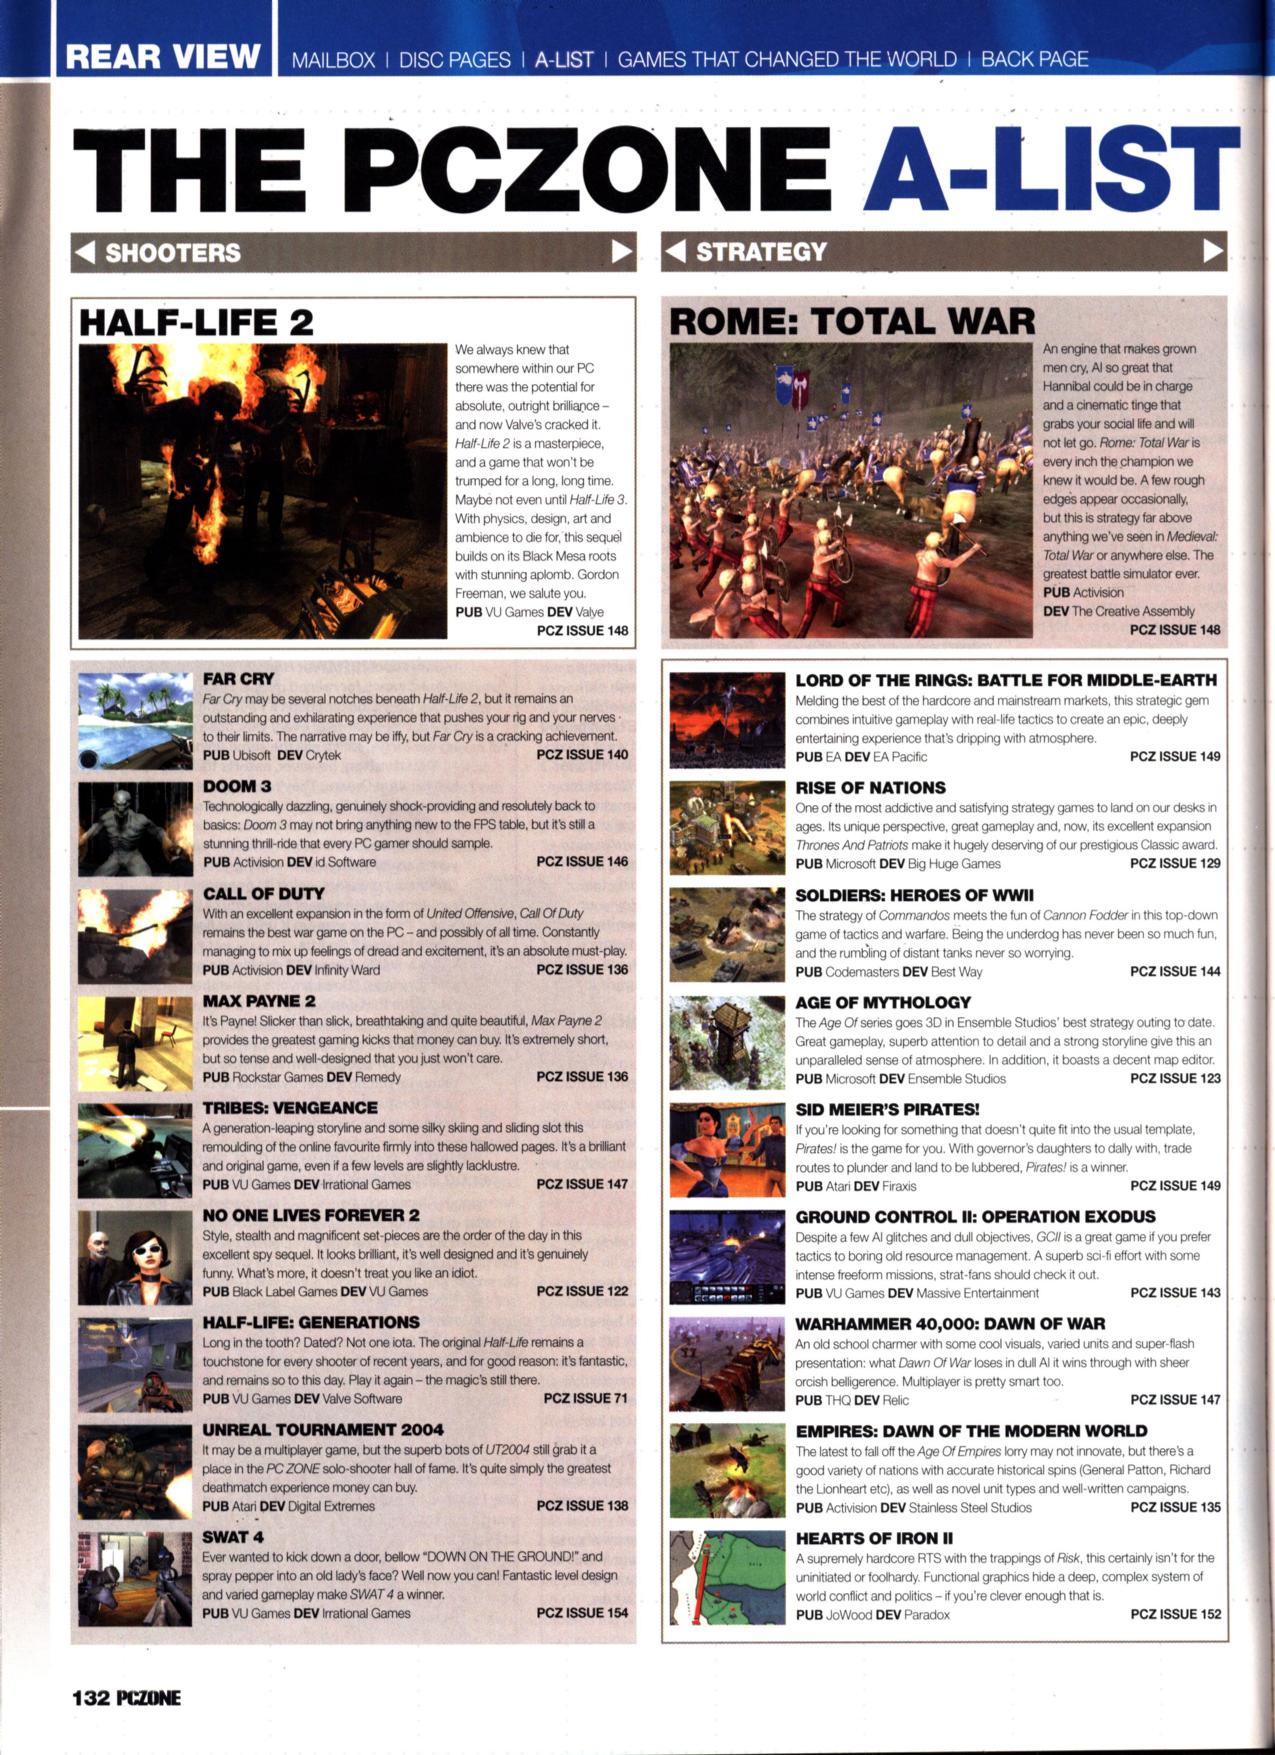 REAR VIEW
MAILBOX | DISC PAGES | A-LIST | GAMES THAT CHANGED THE WORLD | BACK PAGE
THE PCZONE A-LIST
SHOOTERS
HALF-LIFE 2
We always knew that
somewhere within our PC
there was the potential for
absolute, outright brilliance –
and now Valve's cracked it.
Half-Life 2 is a masterpiece,
and a game that won't be
trumped for a long, long time.
Maybe not even until Half-Life 3.
With physics, design, art and
ambience to die for, this sequel
builds on its Black Mesa roots
with stunning aplomb. Gordon
Freeman, we salute you.
PUB VU Games DEV Valve
PCZ ISSUE 148
FAR CRY
Far Cry may be several notches beneath Half-Life 2, but it remains an
outstanding and exhilarating experience that pushes your rig and your nerves
to their limits. The narrative may be iffy, but Far Cry is a cracking achievement.
PUB Ubisoft DEV Crytek PCZ ISSUE 140
DOOM 3
Technologically dazzling, genuinely shock-providing and resolutely back to
basics: Doom 3 may not bring anything new to the FPS table, but it's still a
stunning thrill-ride that every PC gamer should sample.
PUB Activision DEV id Software PCZ ISSUE 146
CALL OF DUTY
With an excellent expansion in the form of United Offensive, Call Of Duty
remains the best war game on the PC – and possibly of all time. Constantly
managing to mix up feelings of dread and excitement, it's an absolute must-play.
PUB Activision DEV Infinity Ward PCZ ISSUE 136
MAX PAYNE 2
It's Payne! Slicker than slick, breathtaking and quite beautiful, Max Payne 2
provides the greatest gaming kicks that money can buy. It's extremely short,
but so tense and well-designed that you just won't care.
PUB Rockstar Games DEV Remedy PCZ ISSUE 136
TRIBES: VENGEANCE
A generation-leaping storyline and some silky skiing and sliding slot this
remoulding of the online favourite firmly into these hallowed pages. It's a brilliant
and original game, even if a few levels are slightly lacklustre.
PUB VU Games DEV Irrational Games PCZ ISSUE 147
NO ONE LIVES FOREVER 2
Style, stealth and magnificent set-pieces are the order of the day in this
excellent spy sequel. It looks brilliant, it's well designed and it's genuinely
funny. What's more, it doesn't treat you like an idiot.
PUB Black Label Games DEV VU Games PCZ ISSUE 122
HALF-LIFE: GENERATIONS
Long in the tooth? Dated? Not one iota. The original Half-Life remains a
touchstone for every shooter of recent years, and for good reason: it's fantastic,
and remains so to this day. Play it again – the magic's still there.
PUB VU Games DEV Valve Software PCZ ISSUE 71
UNREAL TOURNAMENT 2004
It may be a multiplayer game, but the superb bots of UT2004 still grab it a
place in the PC ZONE solo-shooter hall of fame. It's quite simply the greatest
deathmatch experience money can buy.
PUB Atari DEV Digital Extremes PCZ ISSUE 138
SWAT 4
Ever wanted to kick down a door, bellow "DOWN ON THE GROUND!" and
spray pepper into an old lady's face? Well now you can! Fantastic level design
and varied gameplay make SWAT 4 a winner.
PUB VU Games DEV Irrational Games PCZ ISSUE 154
STRATEGY
ROME: TOTAL WAR
An engine that makes grown
men cry, AI so great that
Hannibal could be in charge
and a cinematic tinge that
grabs your social life and will
not let go. Rome: Total War is
every inch the champion we
knew it would be. A few rough
edges appear occasionally,
but this is strategy far above
anything we've seen in Medieval:
Total War or anywhere else. The
greatest battle simulator ever.
PUB Activision
DEV The Creative Assembly
PCZ ISSUE 148
LORD OF THE RINGS: BATTLE FOR MIDDLE-EARTH
Melding the best of the hardcore and mainstream markets, this strategic gem
combines intuitive gameplay with real-life tactics to create an epic, deeply
entertaining experience that's dripping with atmosphere.
PUB EA DEV EA Pacific PCZ ISSUE 149
RISE OF NATIONS
One of the most addictive and satisfying strategy games to land on our desks in
ages. Its unique perspective, great gameplay and, now, its excellent expansion
Thrones And Patriots make it hugely deserving of our prestigious Classic award.
PUB Microsoft DEV Big Huge Games PCZ ISSUE 129
SOLDIERS: HEROES OF WWII
The strategy of Commandos meets the fun of Cannon Fodder in this top-down
game of tactics and warfare. Being the underdog has never been so much fun,
and the rumbling of distant tanks never so worrying.
PUB Codemasters DEV Best Way PCZ ISSUE 144
AGE OF MYTHOLOGY
The Age Of series goes 3D in Ensemble Studios' best strategy outing to date.
Great gameplay, superb attention to detail and a strong storyline give this an
unparalleled sense of atmosphere. In addition, it boasts a decent map editor.
PUB Microsoft DEV Ensemble Studios PCZ ISSUE 123
SID MEIER'S PIRATES!
If you're looking for something that doesn't quite fit into the usual template,
Pirates! is the game for you. With governor's daughters to dally with, trade
routes to plunder and land to be lubbered, Pirates! is a winner.
PUB Atari DEV Firaxis PCZ ISSUE 149
GROUND CONTROL II: OPERATION EXODUS
Despite a few AI glitches and dull objectives, GCII is a great game if you prefer
tactics to boring old resource management. A superb sci-fi effort with some
intense freeform missions, strat-fans should check it out.
PUB VU Games DEV Massive Entertainment PCZ ISSUE 143
WARHAMMER 40,000: DAWN OF WAR
An old school charmer with some cool visuals, varied units and super-flash
presentation: what Dawn Of War loses in dull AI it wins through with sheer
orcish belligerence. Multiplayer is pretty smart too.
PUB THQ DEV Relic PCZ ISSUE 147
EMPIRES: DAWN OF THE MODERN WORLD
The latest to fall off the Age Of Empires lorry may not innovate, but there's a
good variety of nations with accurate historical spins (General Patton, Richard
the Lionheart etc), as well as novel unit types and well-written campaigns.
PUB Activision DEV Stainless Steel Studios PCZ ISSUE 135
HEARTS OF IRON II
A supremely hardcore RTS with the trappings of Risk, this certainly isn't for the
uninitiated or foolhardy. Functional graphics hide a deep, complex system of
world conflict and politics – if you're clever enough that is.
PUB JoWood DEV Paradox PCZ ISSUE 152
132 PCZONE